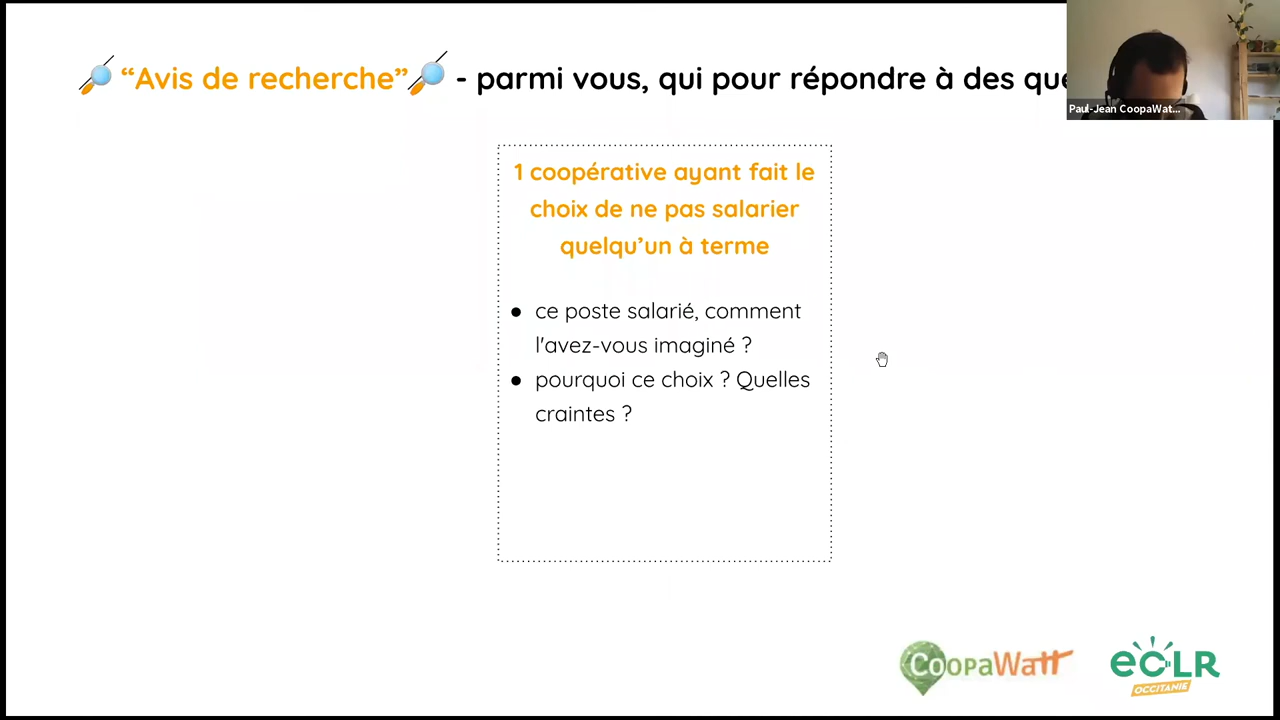 “Avis de recherche” - parmi vous, qui pour répondre à des
Paul-Jean CoopaWat...
1 coopérative ayant fait le
choix de ne pas salarier
quelqu’un à terme
● ce poste salarié, comment
l'avez-vous imaginé ?
● pourquoi ce choix ? Quelles
craintes ?
CoopaWatt
eCLR
OCCITANIE